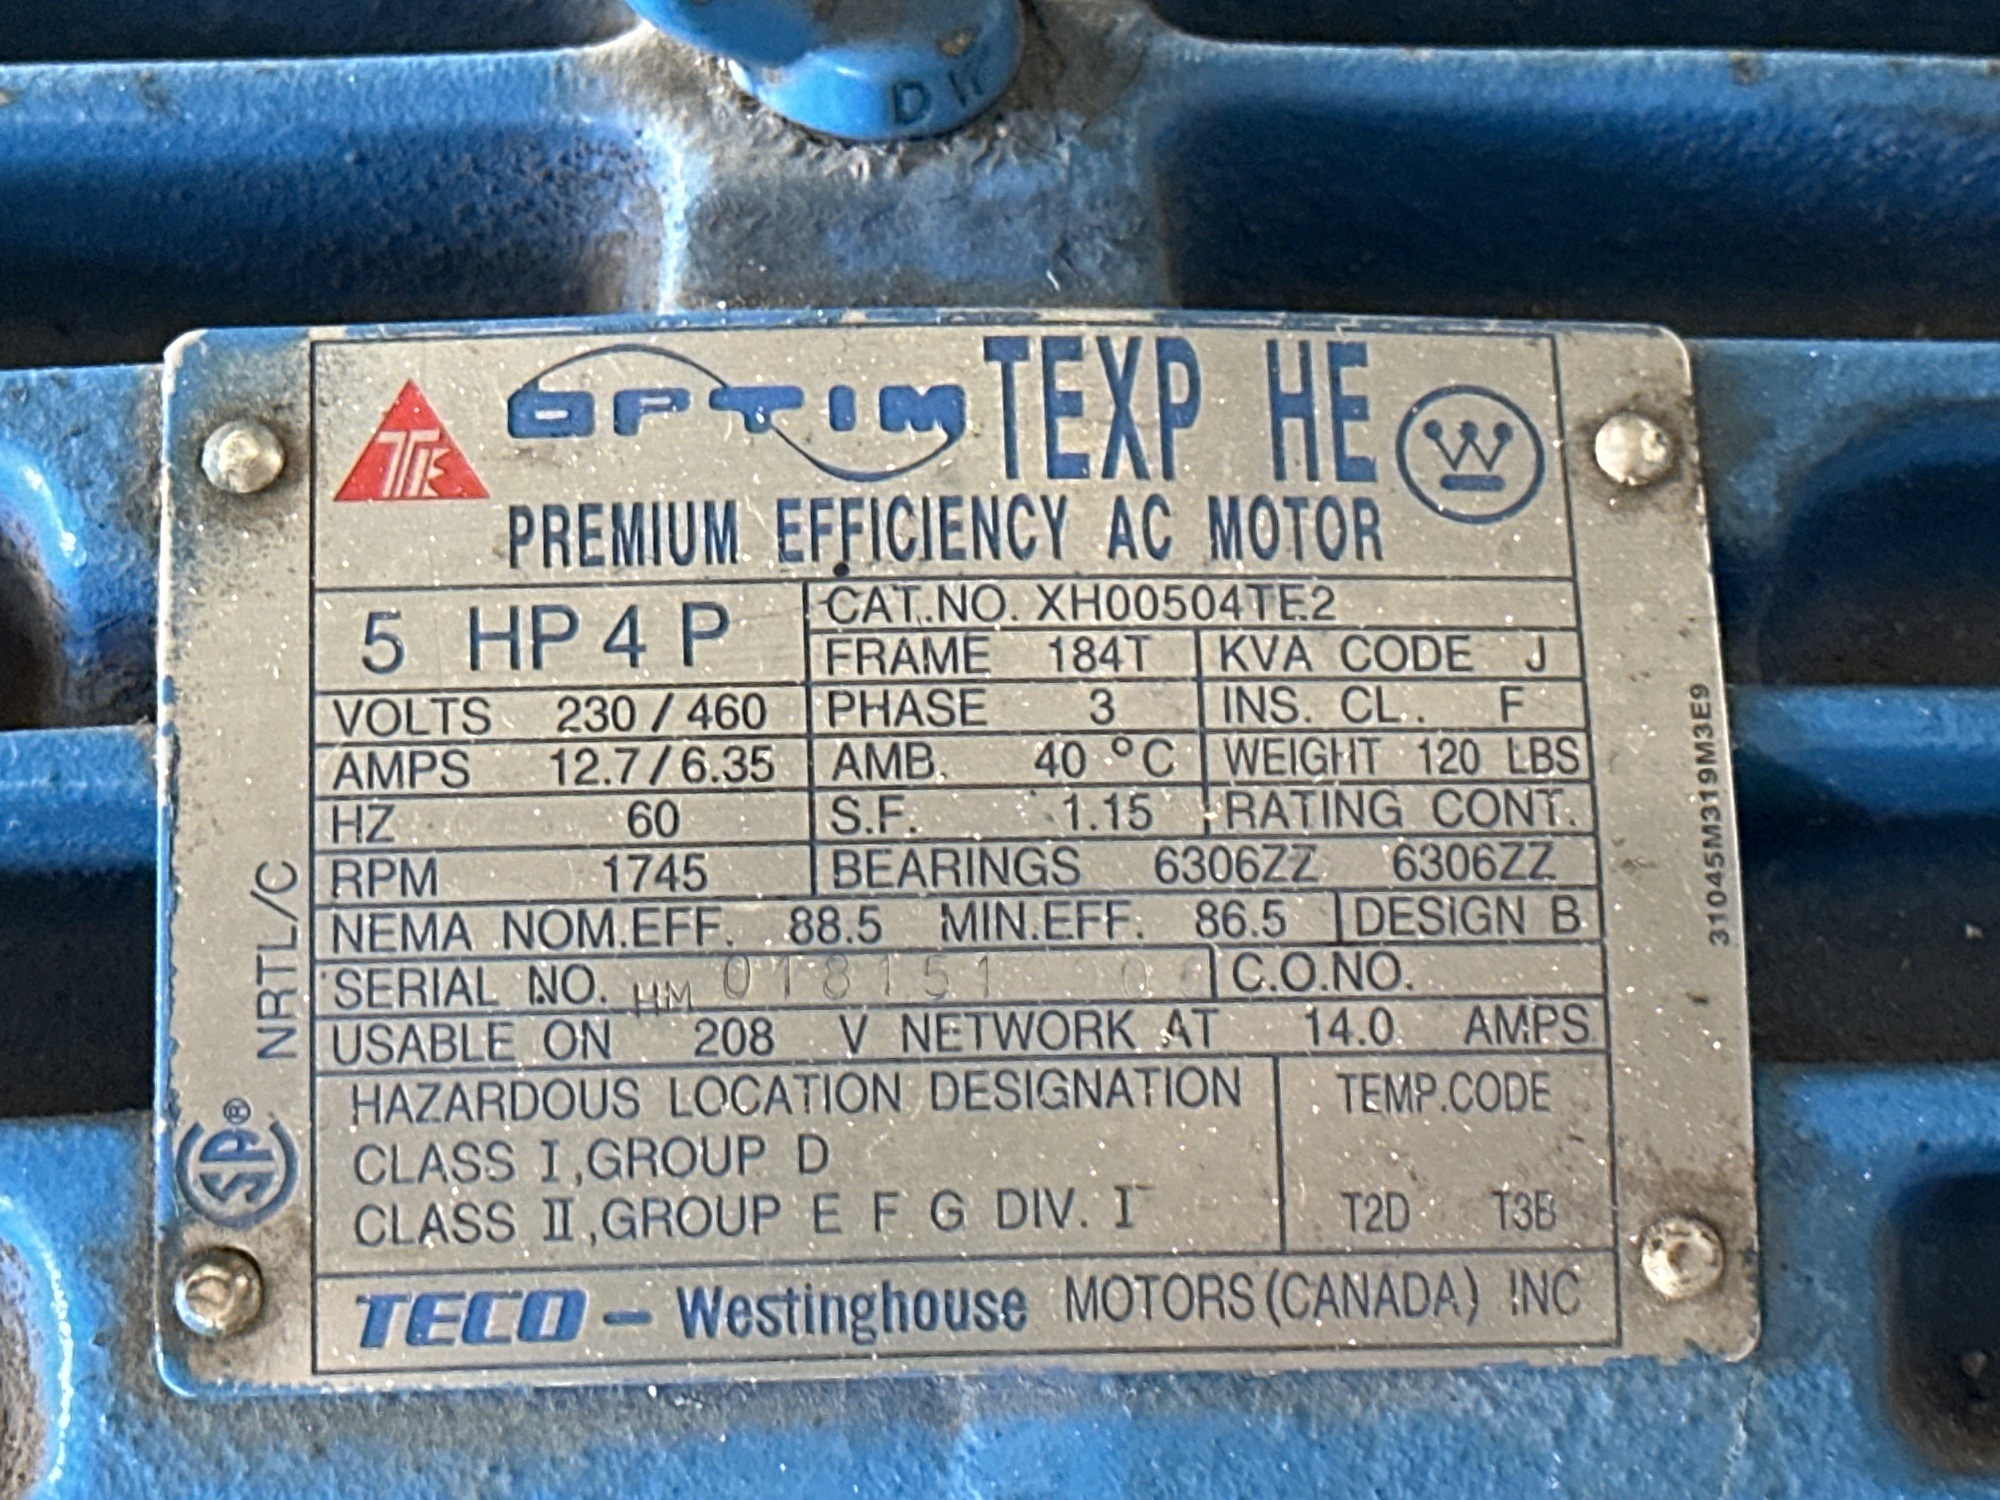 DW
OPTIM TEXP HE
TE
W
PREMIUM EFFICIENCY AC MOTOR
5 HP 4 P
CAT.NO. XH00504TE2
FRAME 184T KVA CODE J
VOLTS 230 / 460 PHASE 3 INS. CL. F
AMPS 12.7/6.35 AMB. 40 °C WEIGHT 120 LBS
HZ 60 S.F. 1.15 RATING CONT.
RPM 1745 BEARINGS 6306ZZ 6306ZZ
NEMA NOM.EFF. 88.5 MIN.EFF. 86.5 DESIGN B
SERIAL NO. HM 018151 C.O.NO.
USABLE ON 208 V NETWORK AT 14.0 AMPS
HAZARDOUS LOCATION DESIGNATION TEMP.CODE
CLASS I,GROUP D
CLASS II,GROUP E F G DIV. I T2D T3B
TECO - Westinghouse MOTORS (CANADA) INC
NRTL/C
SP®
31045M319M3E9